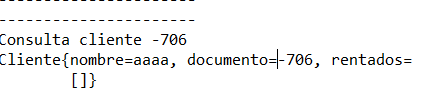 ----------------------
----------------------
Consulta cliente -706
Cliente{nombre=aaaa, documento=-706, rentados=
[]}